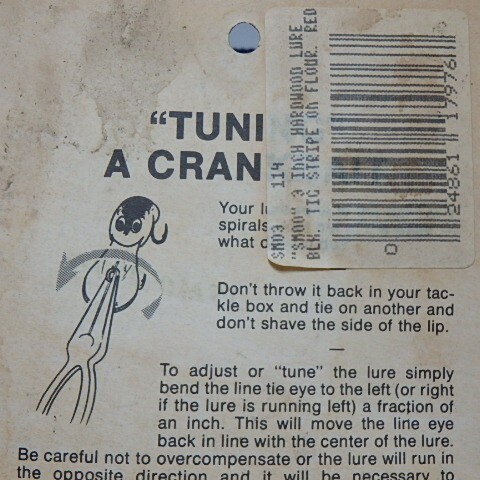 "TUNI
A CRAN
Your l
spirals
what c
Don't throw it back in your tac-
kle box and tie on another and
don't shave the side of the lip.
To adjust or "tune" the lure simply
bend the line tie eye to the left (or right
if the lure is running left) a fraction of
an inch. This will move the line eye
back in line with the center of the lure.
Be careful not to overcompensate or the lure will run in
the opposite direction and it will be necessary to
$M03 114
"$MOO" 3 INCH HARDWOOD LURE
BLK. TIG STRIPE on FLOUR. RED
0 24861 17976